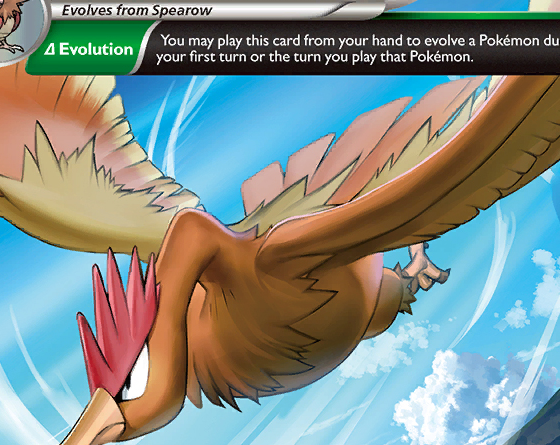 Evolves from Spearow
Δ Evolution
You may play this card from your hand to evolve a Pokémon du
your first turn or the turn you play that Pokémon.